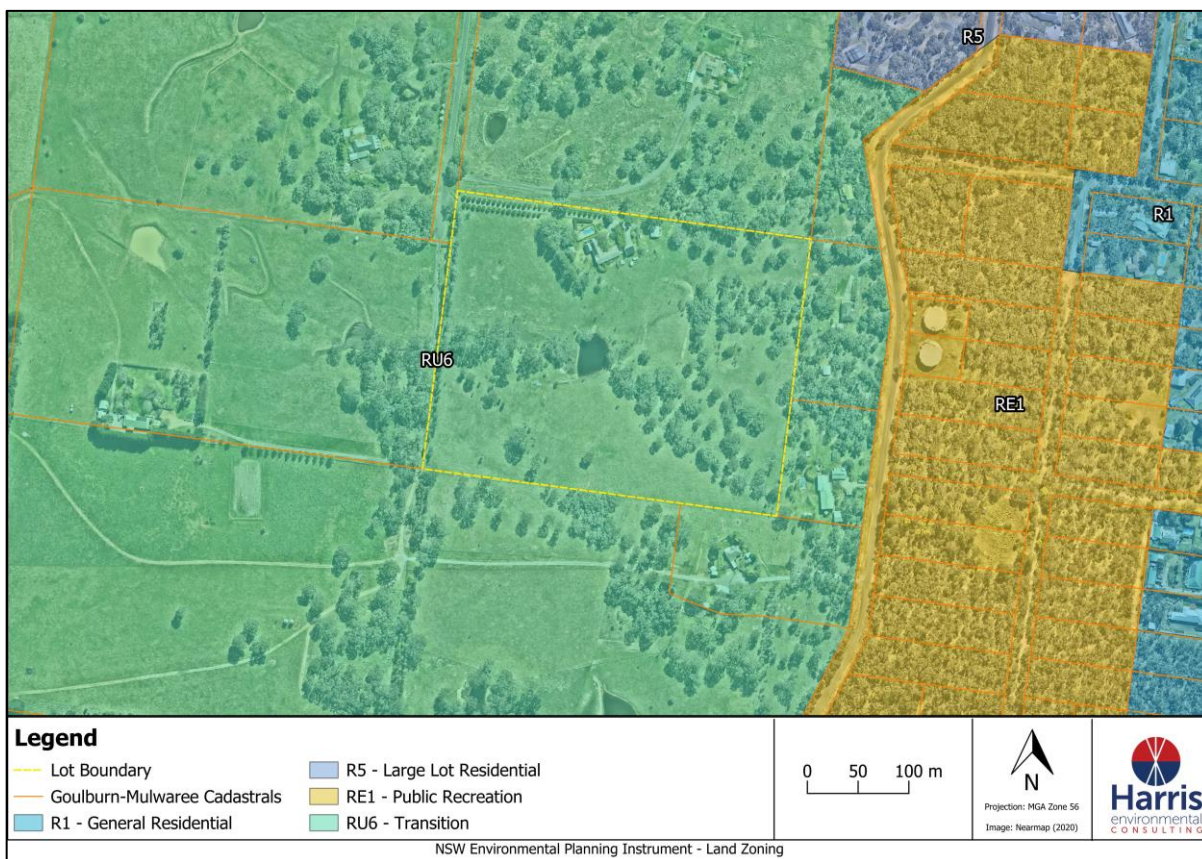 R5
R1
RU6
RE1
Legend
Lot Boundary
Goulburn-Mulwaree Cadastrals
R1 - General Residential
R5 - Large Lot Residential
RE1 - Public Recreation
RU6 - Transition
0 50 100 m
N
Projection: MGA Zone 56
Image: Nearmap (2020)
Harris
environmental
CONSULTING
NSW Environmental Planning Instrument - Land Zoning